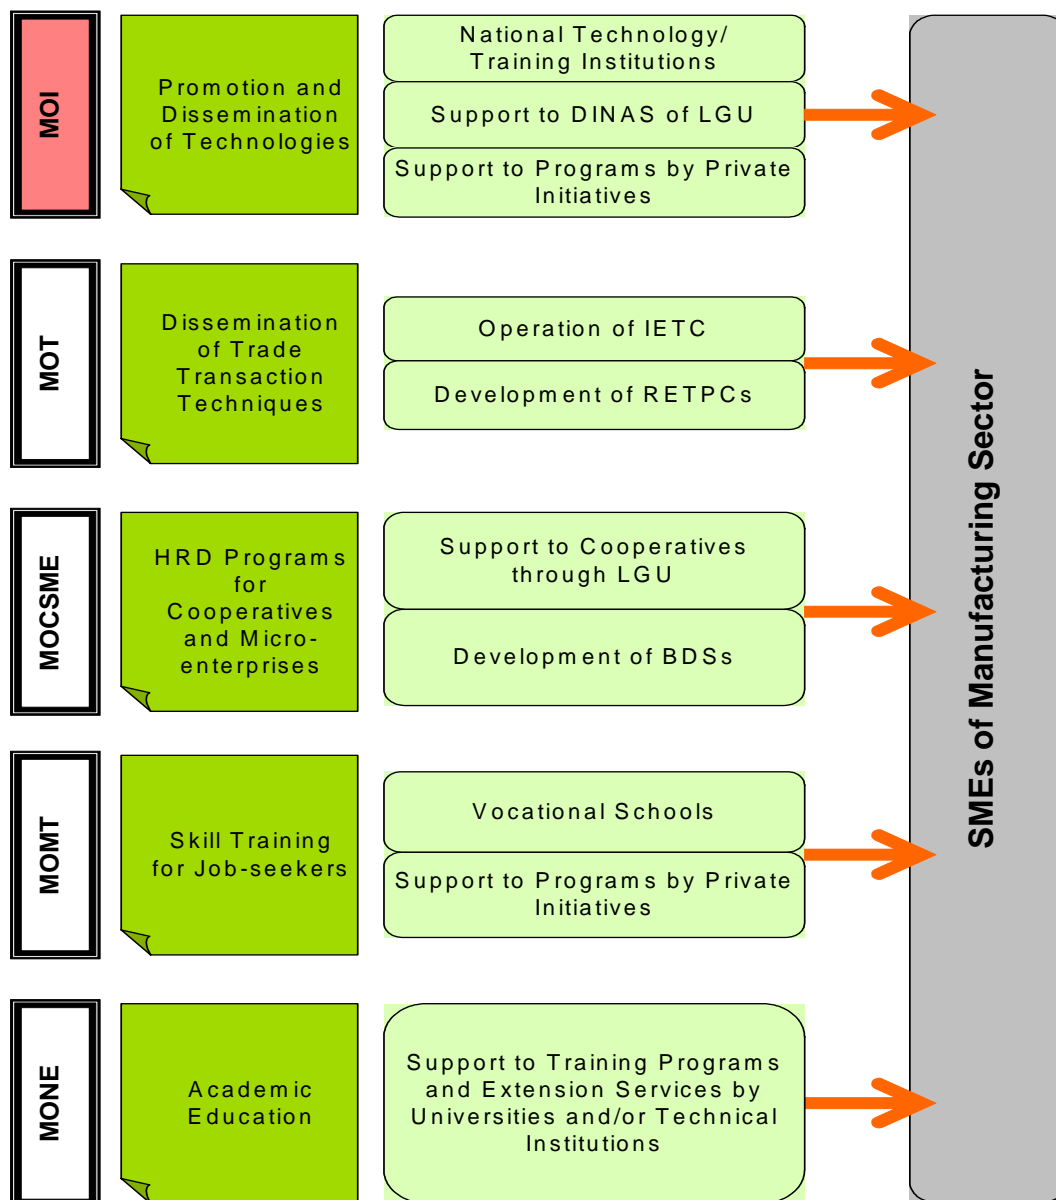 MOI
Promotion and
Dissemination
of Technologies
National Technology/
Training Institutions
Support to DINAS of LGU
Support to Programs by Private
Initiatives
MOT
Dissemination
of Trade
Transaction
Techniques
Operation of IETC
Development of RETPCs
MOCSME
HRD Programs
for
Cooperatives
and Micro-
enterprises
Support to Cooperatives
through LGU
Development of BDSs
MOMT
Skill Training
for Job-seekers
Vocational Schools
Support to Programs by Private
Initiatives
MONE
Academic
Education
Support to Training Programs
and Extension Services by
Universities and/or Technical
Institutions
SMEs of Manufacturing Sector